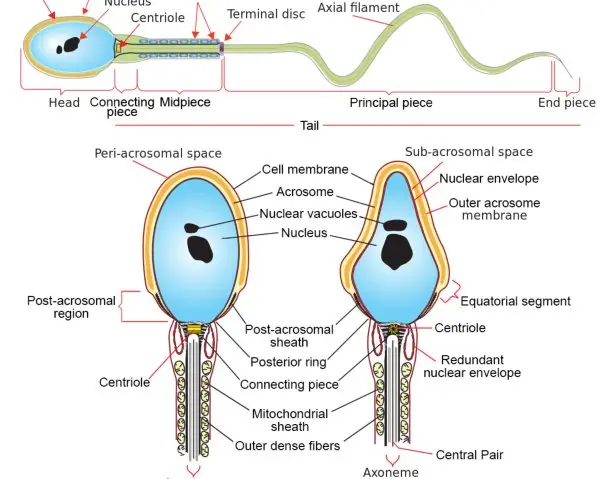 Nucleus
Centriole
Terminal disc
Axial filament
Head
Connecting
piece
Midpiece
Principal piece
End piece
Tail
Peri-acrosomal space
Sub-acrosomal space
Cell membrane
Nuclear envelope
Acrosome
Outer acrosome
membrane
Nuclear vacuoles
Nucleus
Post-acrosomal
region
Equatorial segment
Post-acrosomal
sheath
Centriole
Posterior ring
Redundant
nuclear envelope
Centriole
Connecting piece
Mitochondrial
sheath
Outer dense fibers
Central Pair
Axoneme